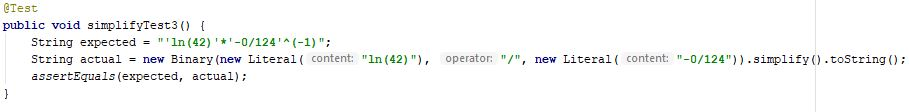 @Test
public void simplifyTest3() {
String expected = "'ln(42)'*'-0/124'^(-1)";
String actual = new Binary(new Literal( content: "ln(42)"), operator: "/", new Literal( content: "-0/124")).simplify().toString();
assertEquals(expected, actual);
}